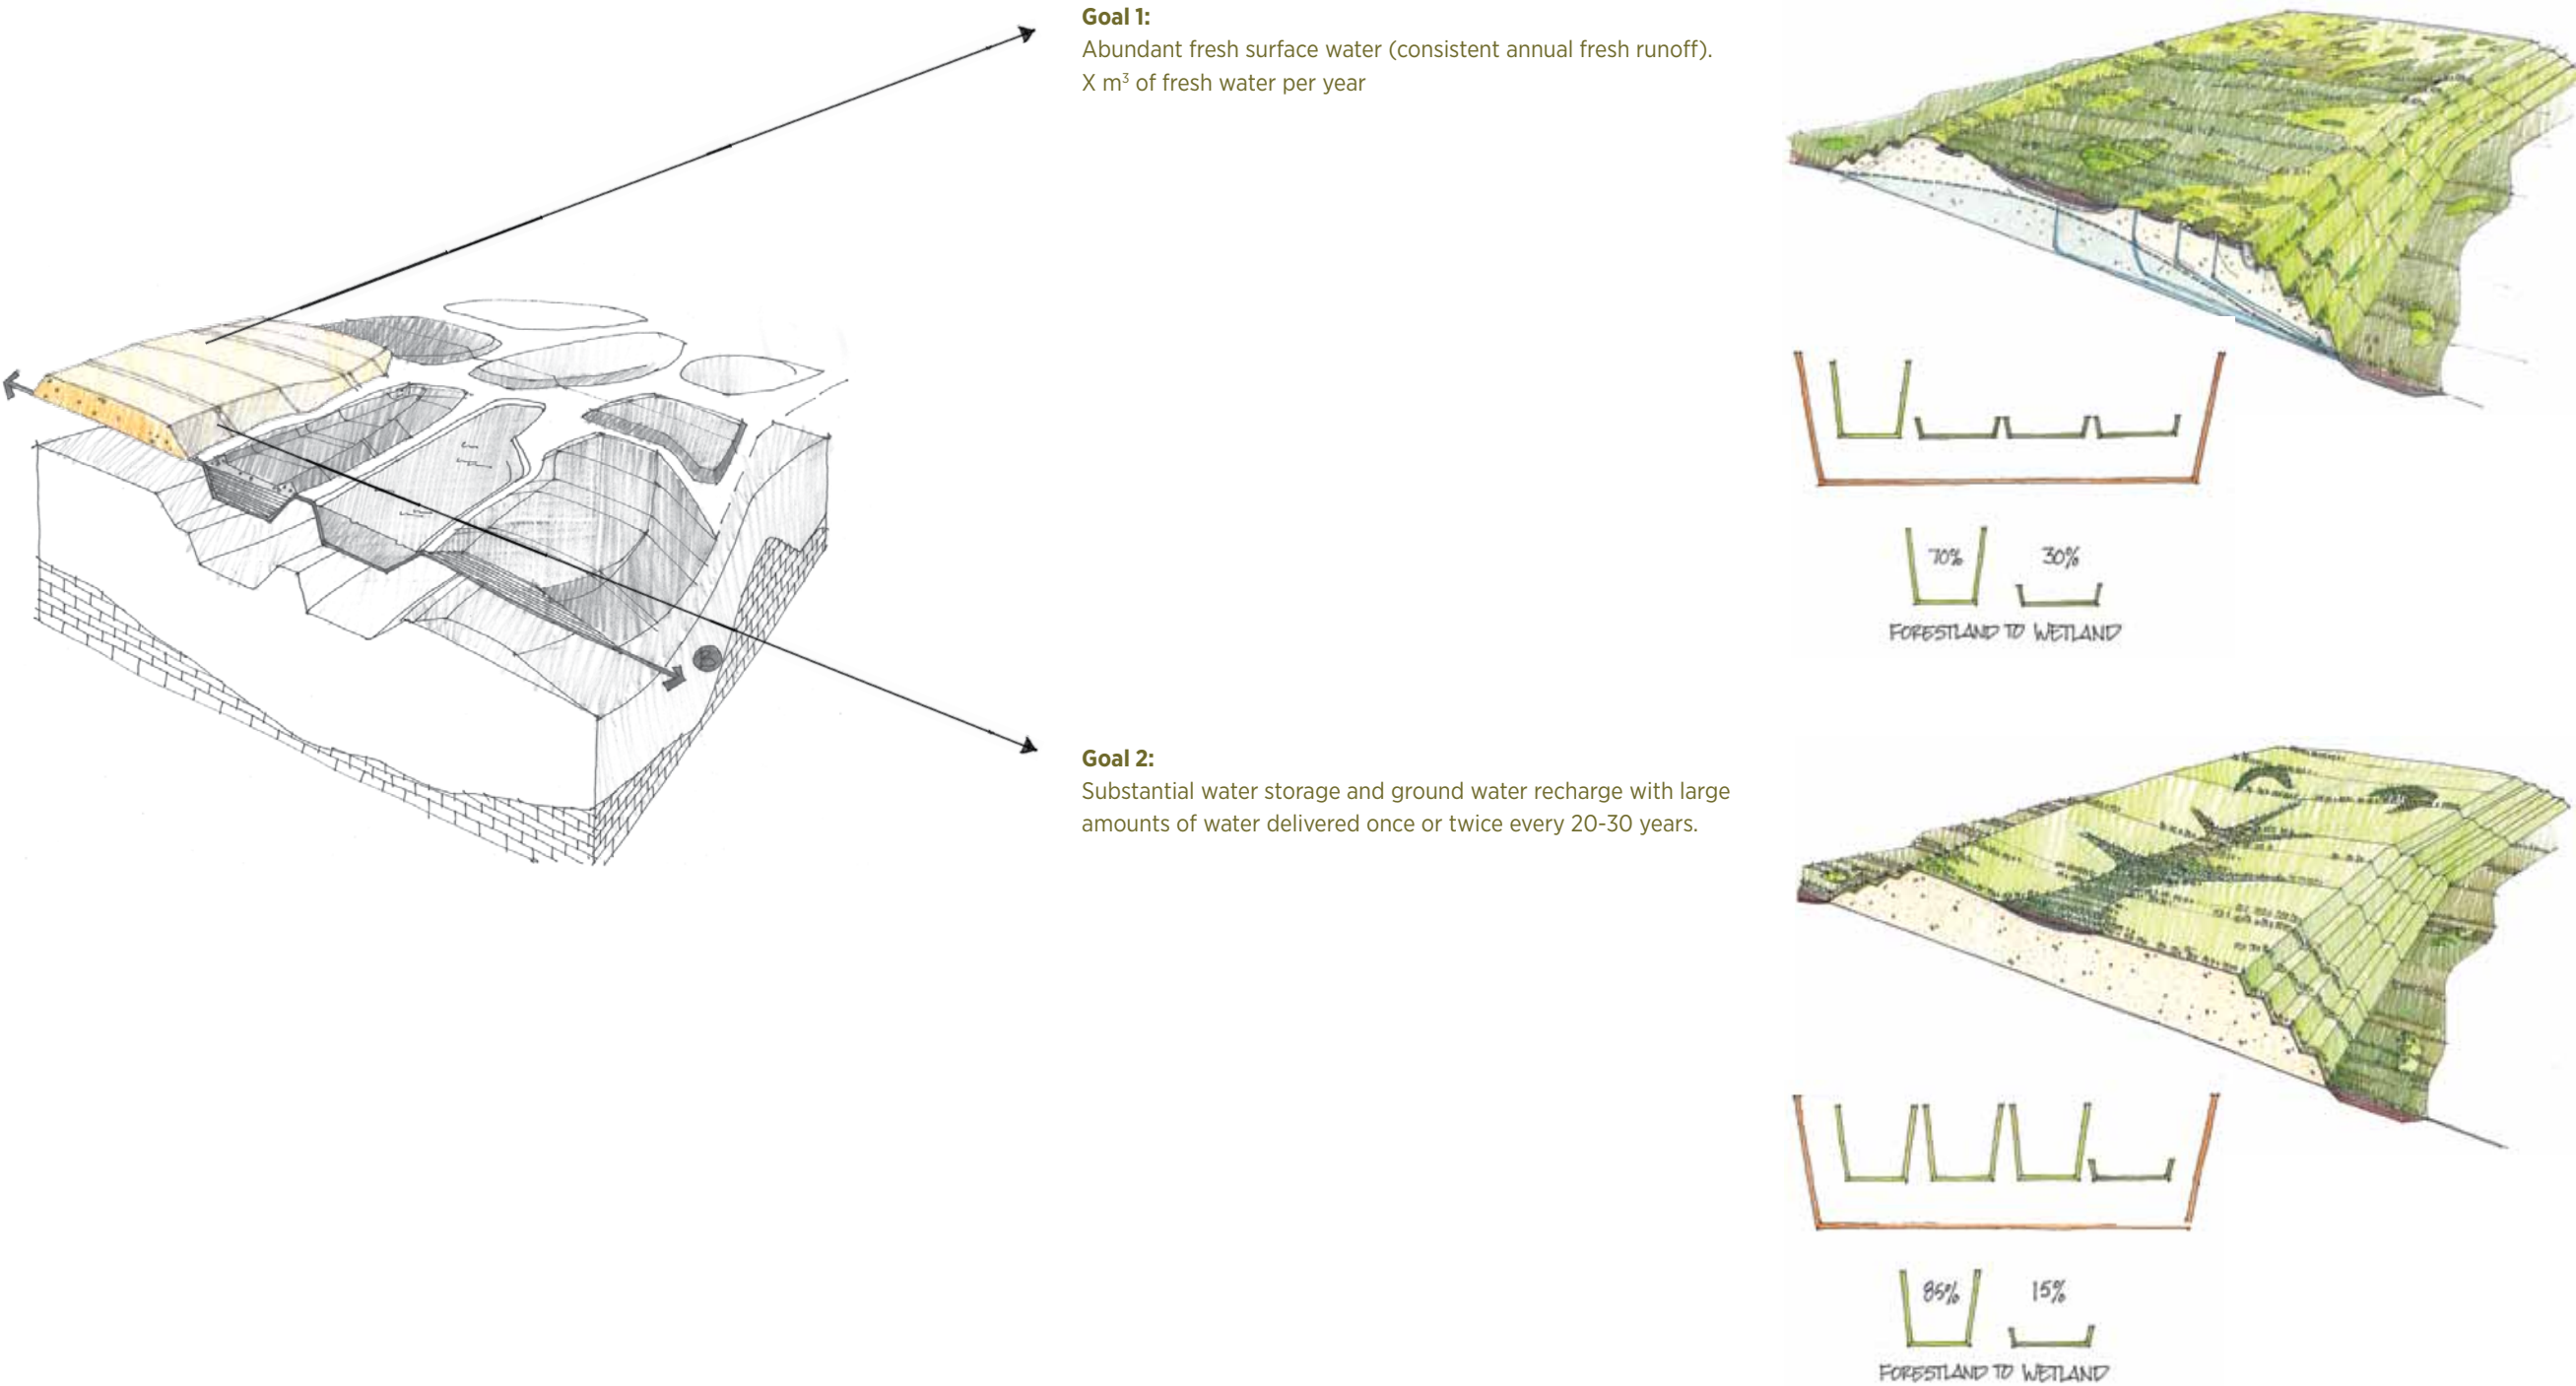 Goal 1:
Abundant fresh surface water (consistent annual fresh runoff).
X m³ of fresh water per year
70% 30%
FORESTLAND TO WETLAND
Goal 2:
Substantial water storage and ground water recharge with large
amounts of water delivered once or twice every 20-30 years.
85% 15%
FORESTLAND TO WETLAND